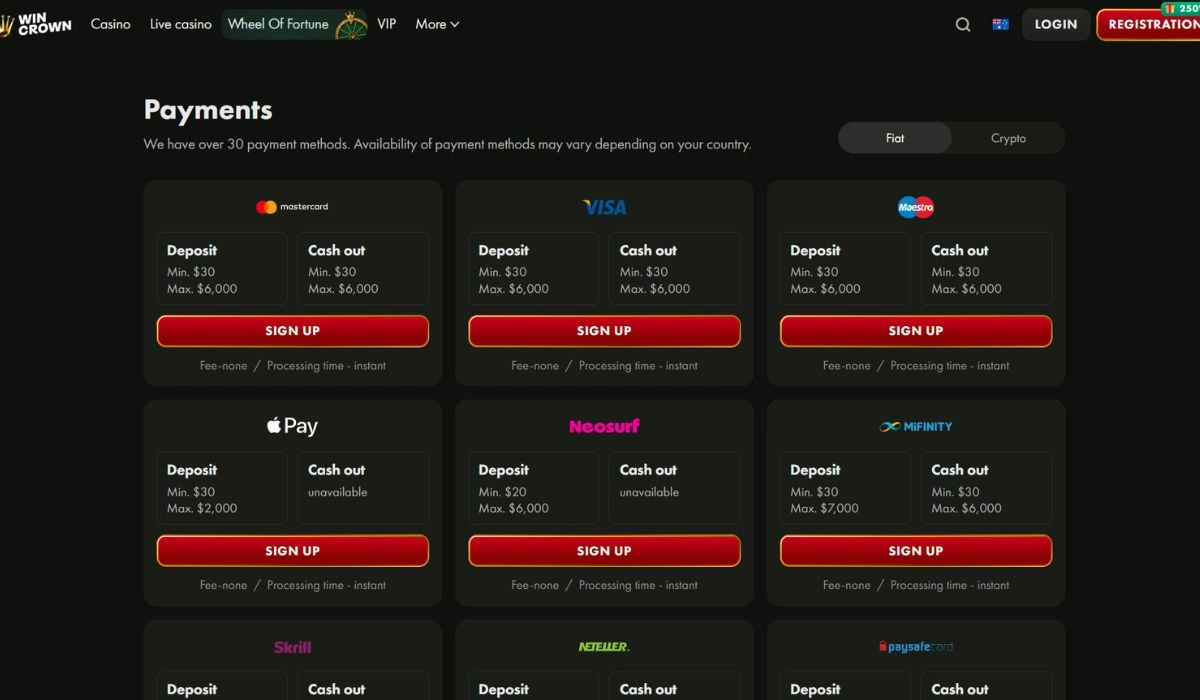 WIN CROWN Casino Live casino Wheel Of Fortune VIP More LOGIN REGISTRATION 250
Payments
We have over 30 payment methods. Availability of payment methods may vary depending on your country.
Fiat Crypto
mastercard VISA Maestro
Deposit Cash out Deposit Cash out Deposit Cash out
Min. $30 Min. $30 Min. $30 Min. $30 Min. $30 Min. $30
Max. $6,000 Max. $6,000 Max. $6,000 Max. $6,000 Max. $6,000 Max. $6,000
SIGN UP SIGN UP SIGN UP
Fee-none / Processing time - instant Fee-none / Processing time - instant Fee-none / Processing time - instant
Pay Neosurf MiFINITY
Deposit Cash out Deposit Cash out Deposit Cash out
Min. $30 unavailable Min. $20 unavailable Min. $30 Min. $30
Max. $2,000 Max. $6,000 Max. $7,000 Max. $6,000
SIGN UP SIGN UP SIGN UP
Fee-none / Processing time - instant Fee-none / Processing time - instant Fee-none / Processing time - instant
Skrill NETELLER. paysafecard
Deposit Cash out Deposit Cash out Deposit Cash out